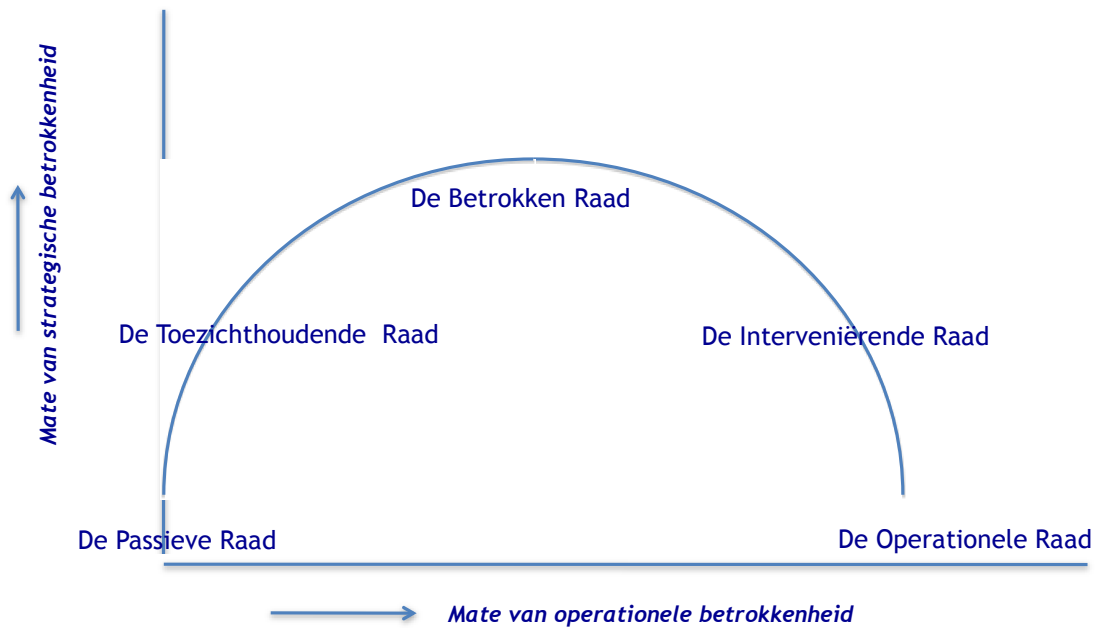 Mate van strategische betrokkenheid
De Betrokken Raad
De Toezichthoudende Raad
De Interveniërende Raad
De Passieve Raad
De Operationele Raad
Mate van operationele betrokkenheid